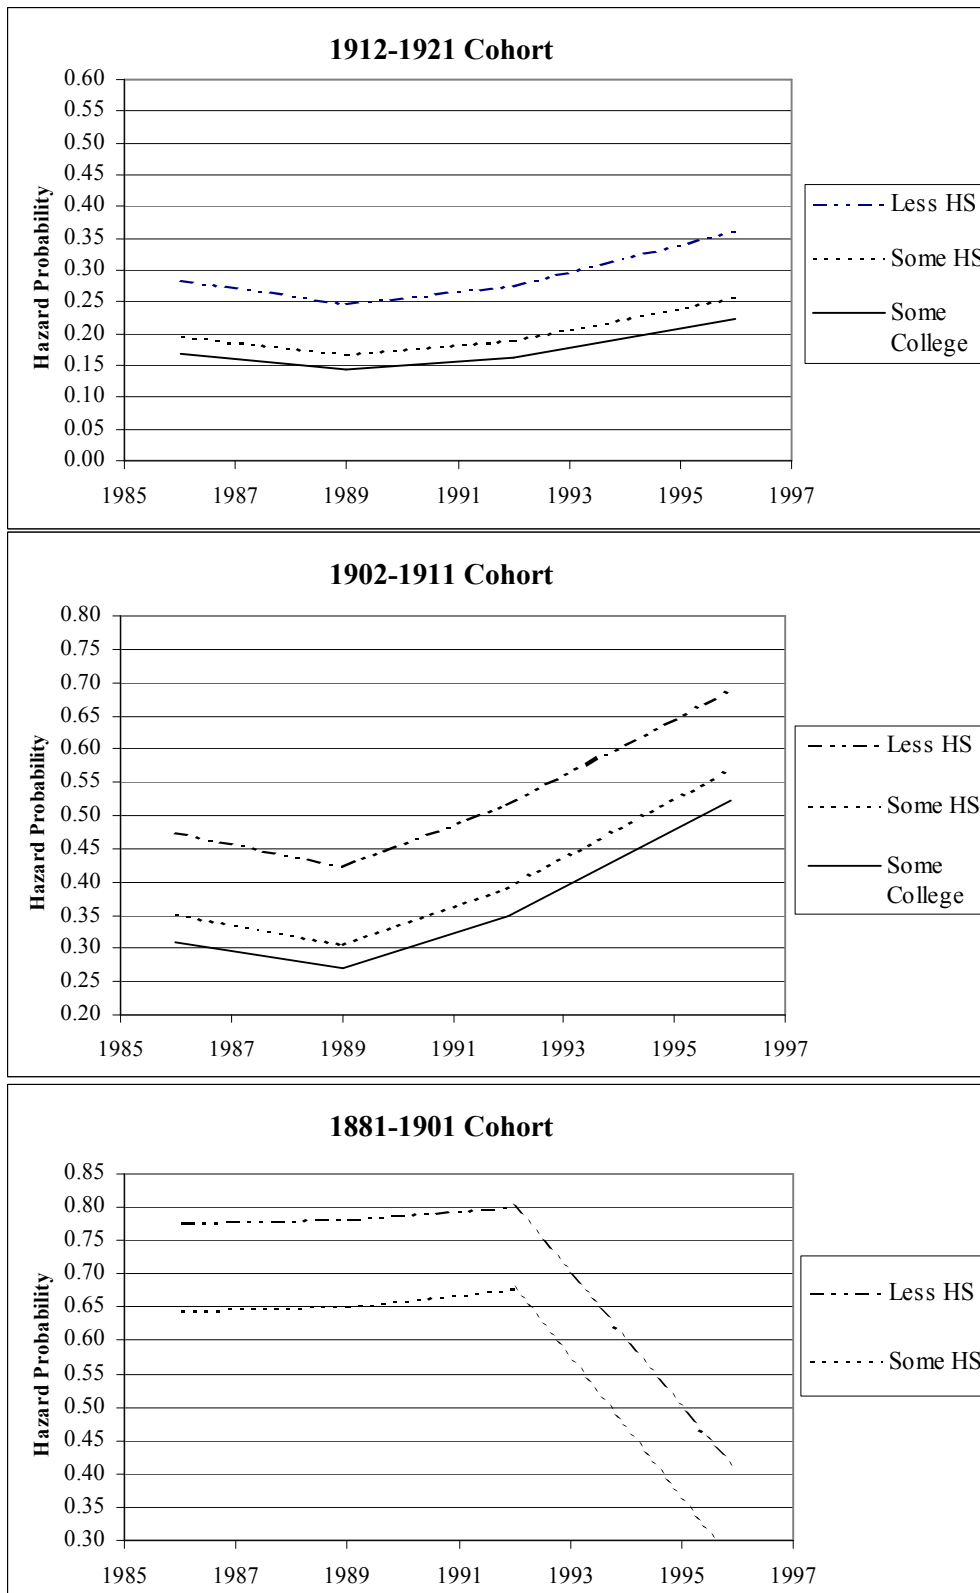 1912-1921 Cohort
Hazard Probability
0.60
0.55
0.50
0.45
0.40
0.35
0.30
0.25
0.20
0.15
0.10
0.05
0.00
1985 1987 1989 1991 1993 1995 1997
Less HS
Some HS
Some
College
1902-1911 Cohort
Hazard Probability
0.80
0.75
0.70
0.65
0.60
0.55
0.50
0.45
0.40
0.35
0.30
0.25
0.20
1985 1987 1989 1991 1993 1995 1997
Less HS
Some HS
Some
College
1881-1901 Cohort
Hazard Probability
0.85
0.80
0.75
0.70
0.65
0.60
0.55
0.50
0.45
0.40
0.35
0.30
1985 1987 1989 1991 1993 1995 1997
Less HS
Some HS